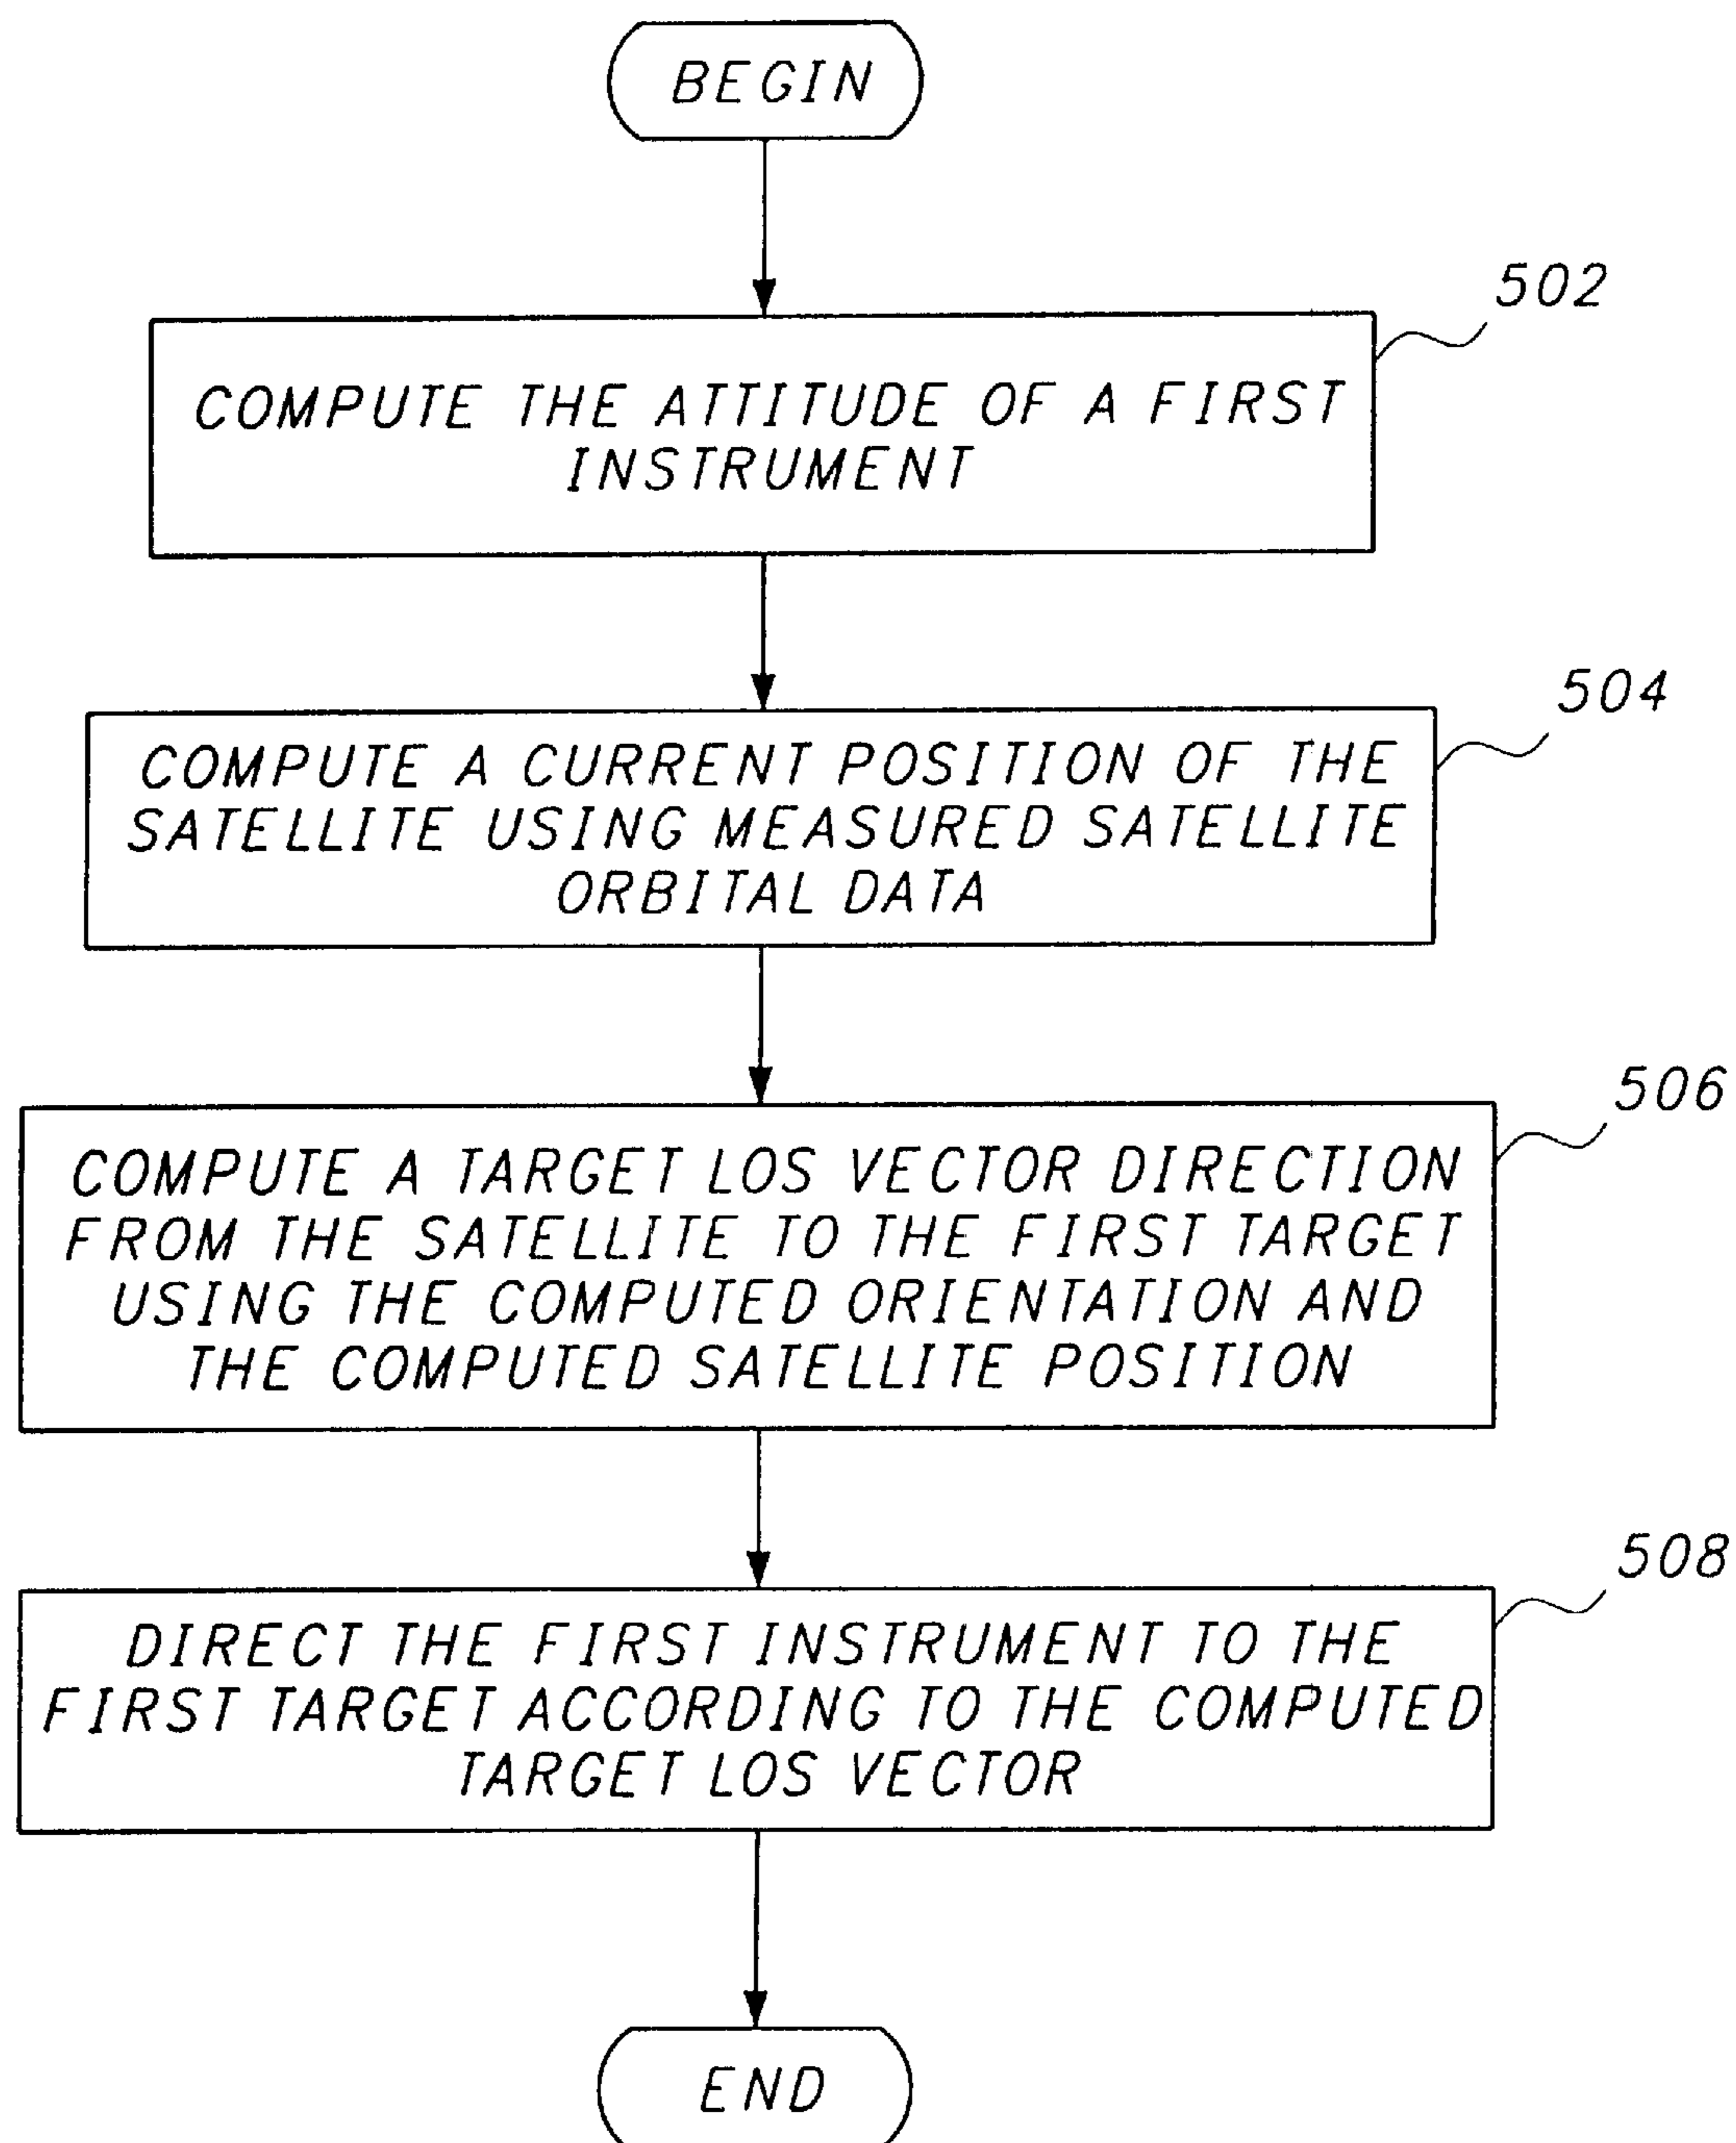 BEGIN
502
COMPUTE THE ATTITUDE OF A FIRST
INSTRUMENT
504
COMPUTE A CURRENT POSITION OF THE
SATELLITE USING MEASURED SATELLITE
ORBITAL DATA
506
COMPUTE A TARGET LOS VECTOR DIRECTION
FROM THE SATELLITE TO THE FIRST TARGET
USING THE COMPUTED ORIENTATION AND
THE COMPUTED SATELLITE POSITION
508
DIRECT THE FIRST INSTRUMENT TO THE
FIRST TARGET ACCORDING TO THE COMPUTED
TARGET LOS VECTOR
END